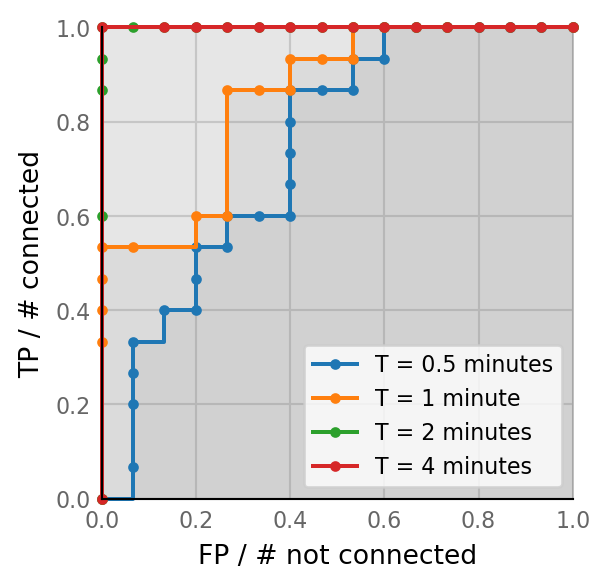 1.0
0.8
0.6
0.4
0.2
0.0
TP / # connected
T = 0.5 minutes
T = 1 minute
T = 2 minutes
T = 4 minutes
0.0 0.2 0.4 0.6 0.8 1.0
FP / # not connected